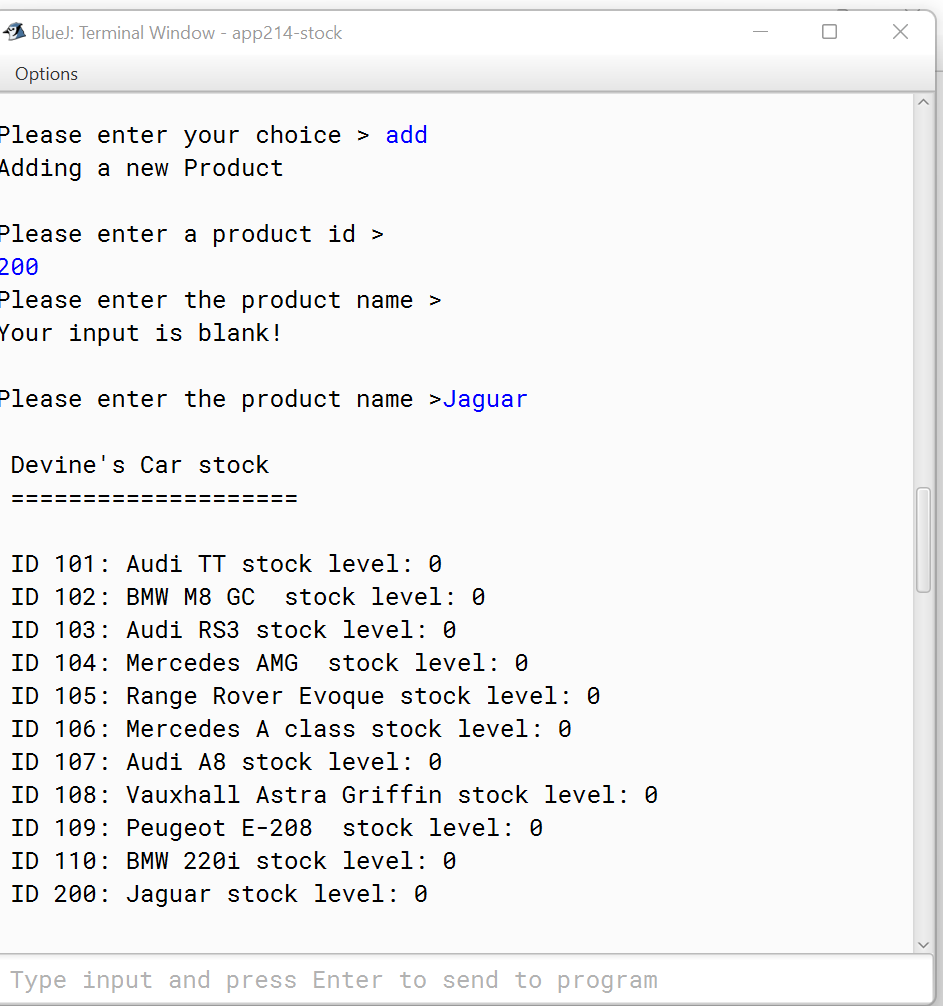 BlueJ: Terminal Window - app214-stock
Options
Please enter your choice > add
Adding a new Product
Please enter a product id >
200
Please enter the product name >
Your input is blank!
Please enter the product name >Jaguar
Devine's Car stock
====================
ID 101: Audi TT stock level: 0
ID 102: BMW M8 GC  stock level: 0
ID 103: Audi RS3 stock level: 0
ID 104: Mercedes AMG  stock level: 0
ID 105: Range Rover Evoque stock level: 0
ID 106: Mercedes A class stock level: 0
ID 107: Audi A8 stock level: 0
ID 108: Vauxhall Astra Griffin stock level: 0
ID 109: Peugeot E-208  stock level: 0
ID 110: BMW 220i stock level: 0
ID 200: Jaguar stock level: 0
Type input and press Enter to send to program